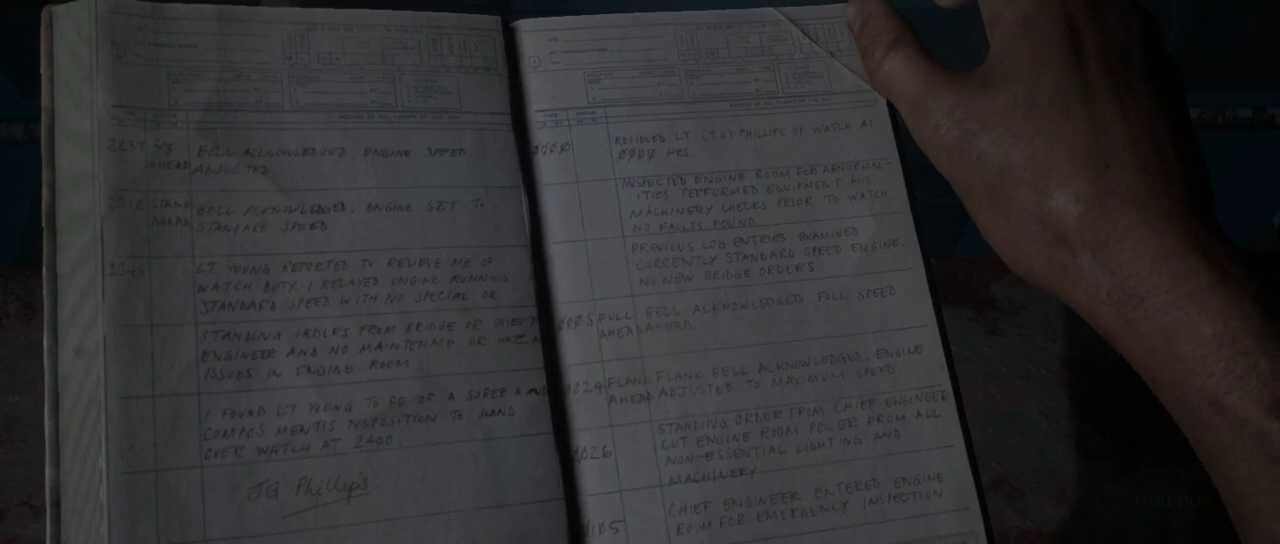 2237 2/3 AHEAD
BELL ACKNOWLEDGED, ENGINE SPEED
ADJUSTED
STAND AHEAD
BELL ACKNOWLEDGED, ENGINE SET TO
STANDARD SPEED
LT YOUNG REPORTED TO RELIEVE ME OF
WATCH DUTY. I RELAYED ENGINE RUNNING
STANDARD SPEED WITH NO SPECIAL OR
STANDING ORDERS FROM BRIDGE OR CHIEF
ENGINEER AND NO MAINTENANCE OR
ISSUES IN ENGINE ROOM
I FOUND LT YOUNG TO BE OF A SOBER AND
COMPOS MENTIS DISPOSITION TO HAND
OVER WATCH AT 2400.
JG Phillips
0000
RELIEVED LT (JG) PHILLIPS OF WATCH AT
0000 HRS.
INSPECTED ENGINE ROOM FOR ABNORMAL-
ITIES PERFORMED EQUIPMENT AND
MACHINERY CHECKS PRIOR TO WATCH.
NO FAULTS FOUND
PREVIOUS LOG ENTRIES EXAMINED
CURRENTLY STANDARD SPEED ENGINE.
NO NEW BRIDGE ORDERS
0005 FULL AHEAD
BELL ACKNOWLEDGED, FULL SPEED
AHEAD.
0024 FLANK AHEAD
FLANK BELL ACKNOWLEDGED, ENGINE
ADJUSTED TO MAXIMUM SPEED.
0026
STANDING ORDER FROM CHIEF ENGINEER
CUT ENGINE ROOM POWER FROM ALL
NON-ESSENTIAL LIGHTING AND
MACHINERY
0105
CHIEF ENGINEER ENTERED ENGINE
ROOM FOR EMERGENCY INSPECTION